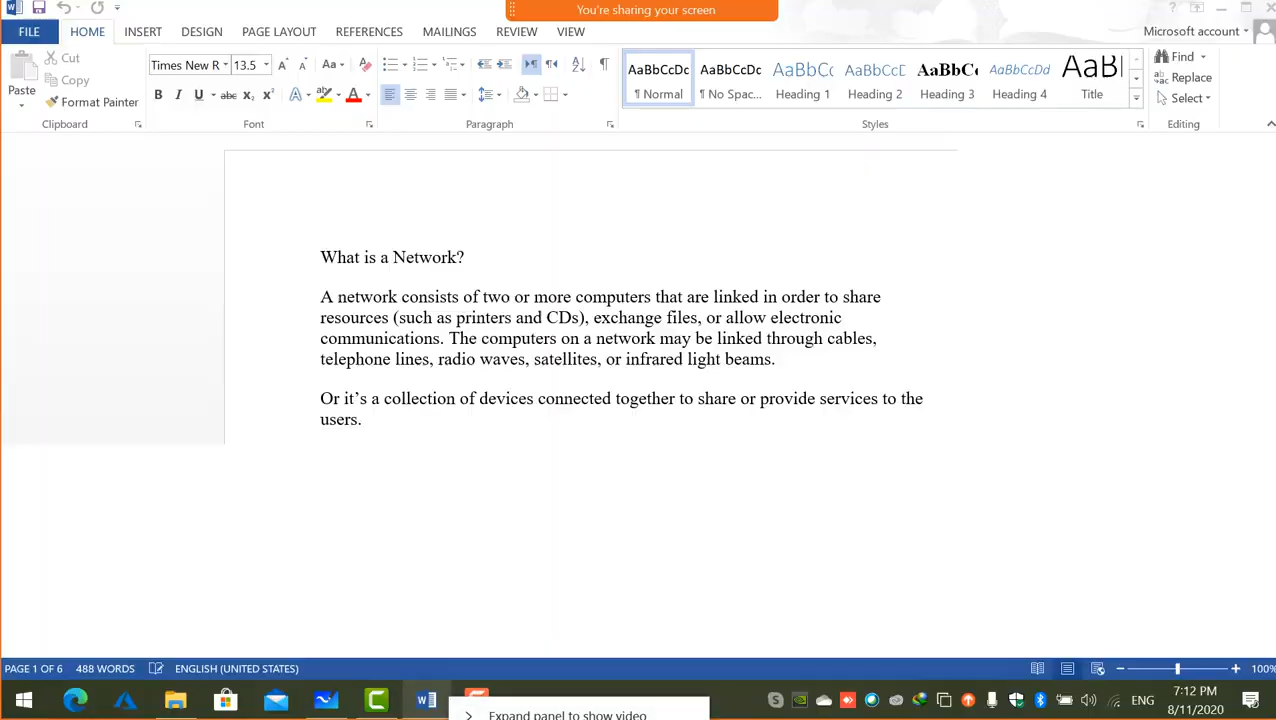 You're sharing your screen
FILE HOME INSERT DESIGN PAGE LAYOUT REFERENCES MAILINGS REVIEW VIEW Microsoft account
Paste
Cut
Copy
Format Painter
Clipboard
Times New R 13.5
Font
Paragraph
AaBbCcDc AaBbCcDc AaBbC AaBbCcD AaBbC AaBbCcDd AaB
¶ Normal ¶ No Spac... Heading 1 Heading 2 Heading 3 Heading 4 Title
Styles
Find
Replace
Select
Editing
What is a Network?
A network consists of two or more computers that are linked in order to share
resources (such as printers and CDs), exchange files, or allow electronic
communications. The computers on a network may be linked through cables,
telephone lines, radio waves, satellites, or infrared light beams.
Or it’s a collection of devices connected together to share or provide services to the
users.
PAGE 1 OF 6 488 WORDS ENGLISH (UNITED STATES) 100%
Expand panel to show video
ENG
7:12 PM
8/11/2020